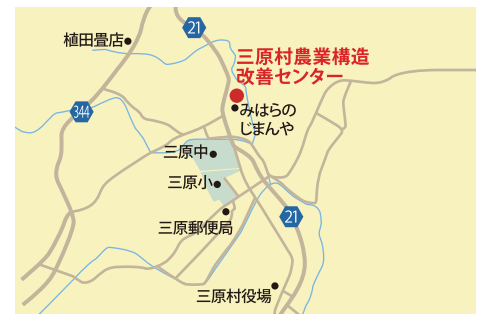 21
植田畳店
三原村農業構造
改善センター
344
みはらの
じまんや
三原中
三原小
21
三原郵便局
三原村役場